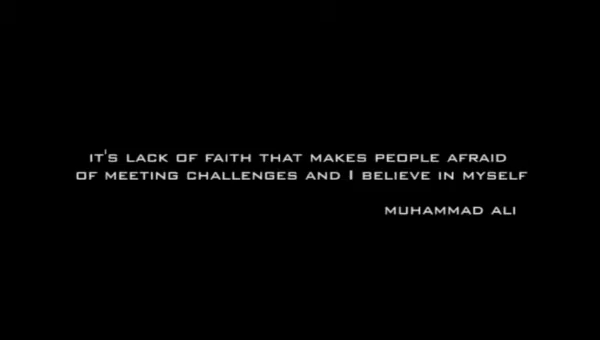 IT'S LACK OF FAITH THAT MAKES PEOPLE AFRAID
OF MEETING CHALLENGES AND I BELIEVE IN MYSELF
MUHAMMAD ALI